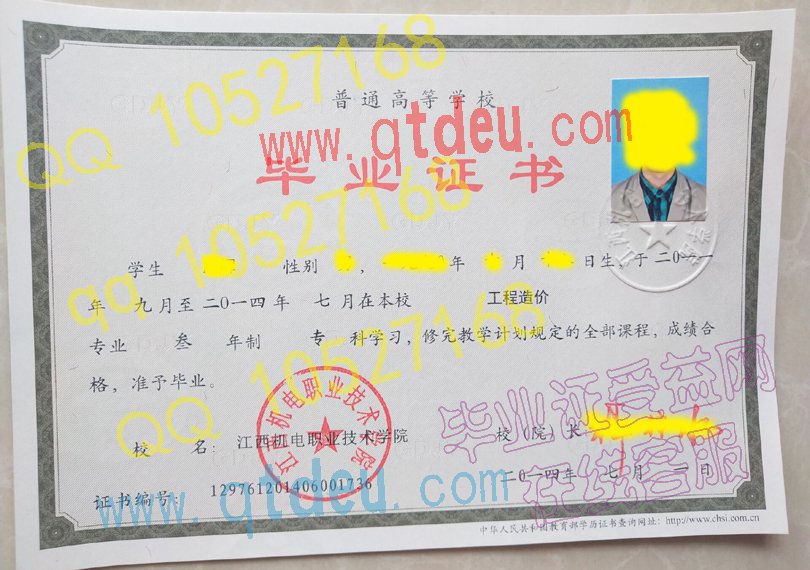 普通高等学校
www.qtdeu.com
毕业证书
QQ 10527168
学生 性别 , 年 月 日生,于二〇一一
年 九月至二〇一四年 七月在本校 工程造价
专业 叁 年制 专 科学习,修完教学计划规定的全部课程,成绩合
格,准予毕业。
qq 10527168
QQ 10527168
毕业证受益网
在线客服
江西机电职业技术学院
校 名: 江西机电职业技术学院 校(院)长
二〇一四年 七月 一日
证书编号: 129761201406001736
www.qtdeu.com
中华人民共和国教育部学历证书查询网址: http://www.chsi.com.cn